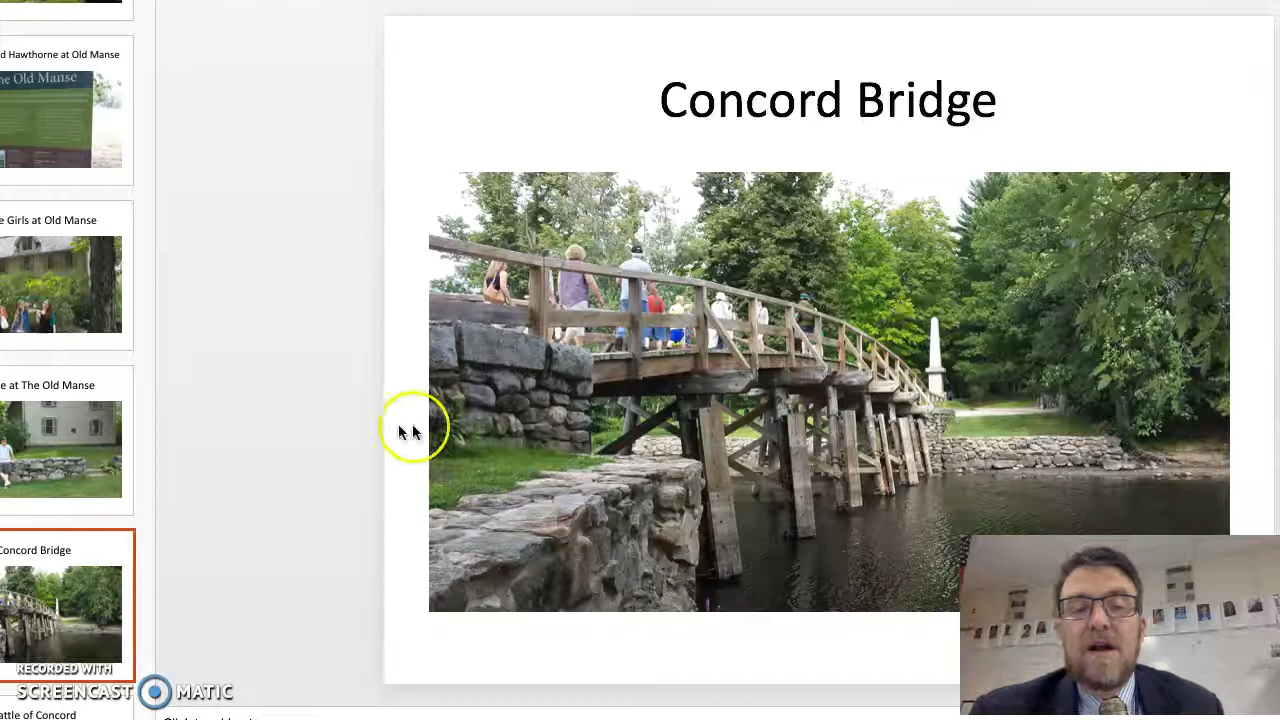 d Hawthorne at Old Manse
he Old Manse
e Girls at Old Manse
e at The Old Manse
Concord Bridge
RECORDED WITH
SCREENCAST MATIC
attle of Concord
Concord Bridge